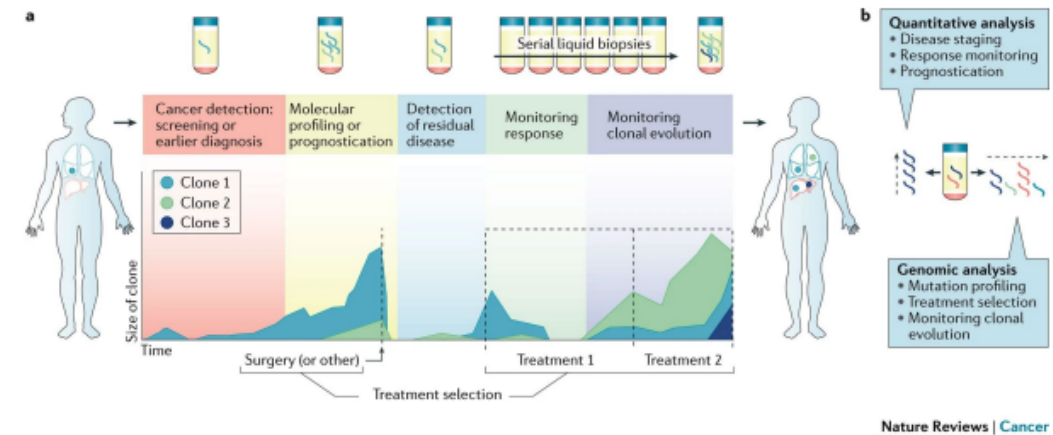 a
Serial liquid biopsies
Cancer detection:
screening or
earlier diagnosis
Molecular
profiling or
prognostication
Detection
of residual
disease
Monitoring
response
Monitoring
clonal evolution
Clone 1
Clone 2
Clone 3
Size of clone
Time
Surgery (or other)
Treatment 1
Treatment 2
Treatment selection
b
Quantitative analysis
• Disease staging
• Response monitoring
• Prognostication
Genomic analysis
• Mutation profiling
• Treatment selection
• Monitoring clonal
evolution
Nature Reviews | Cancer